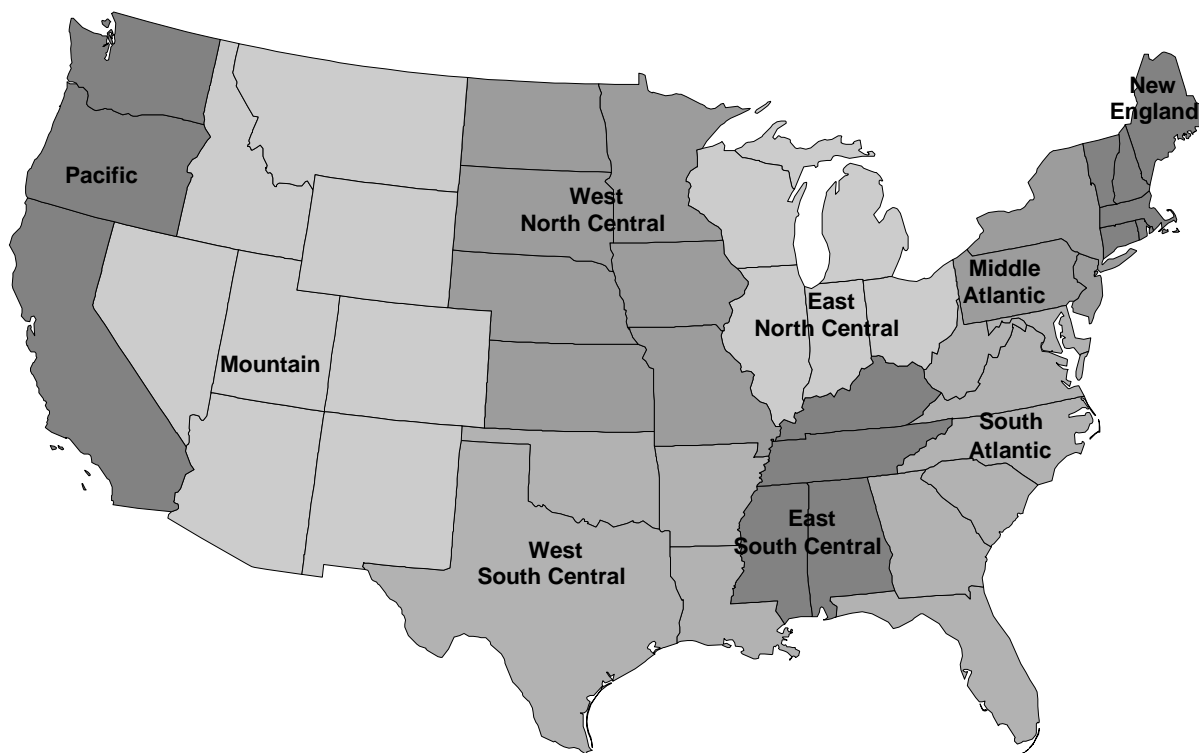 New
England
Pacific
West
North Central
Middle
Atlantic
East
North Central
Mountain
South
Atlantic
East
South Central
West
South Central